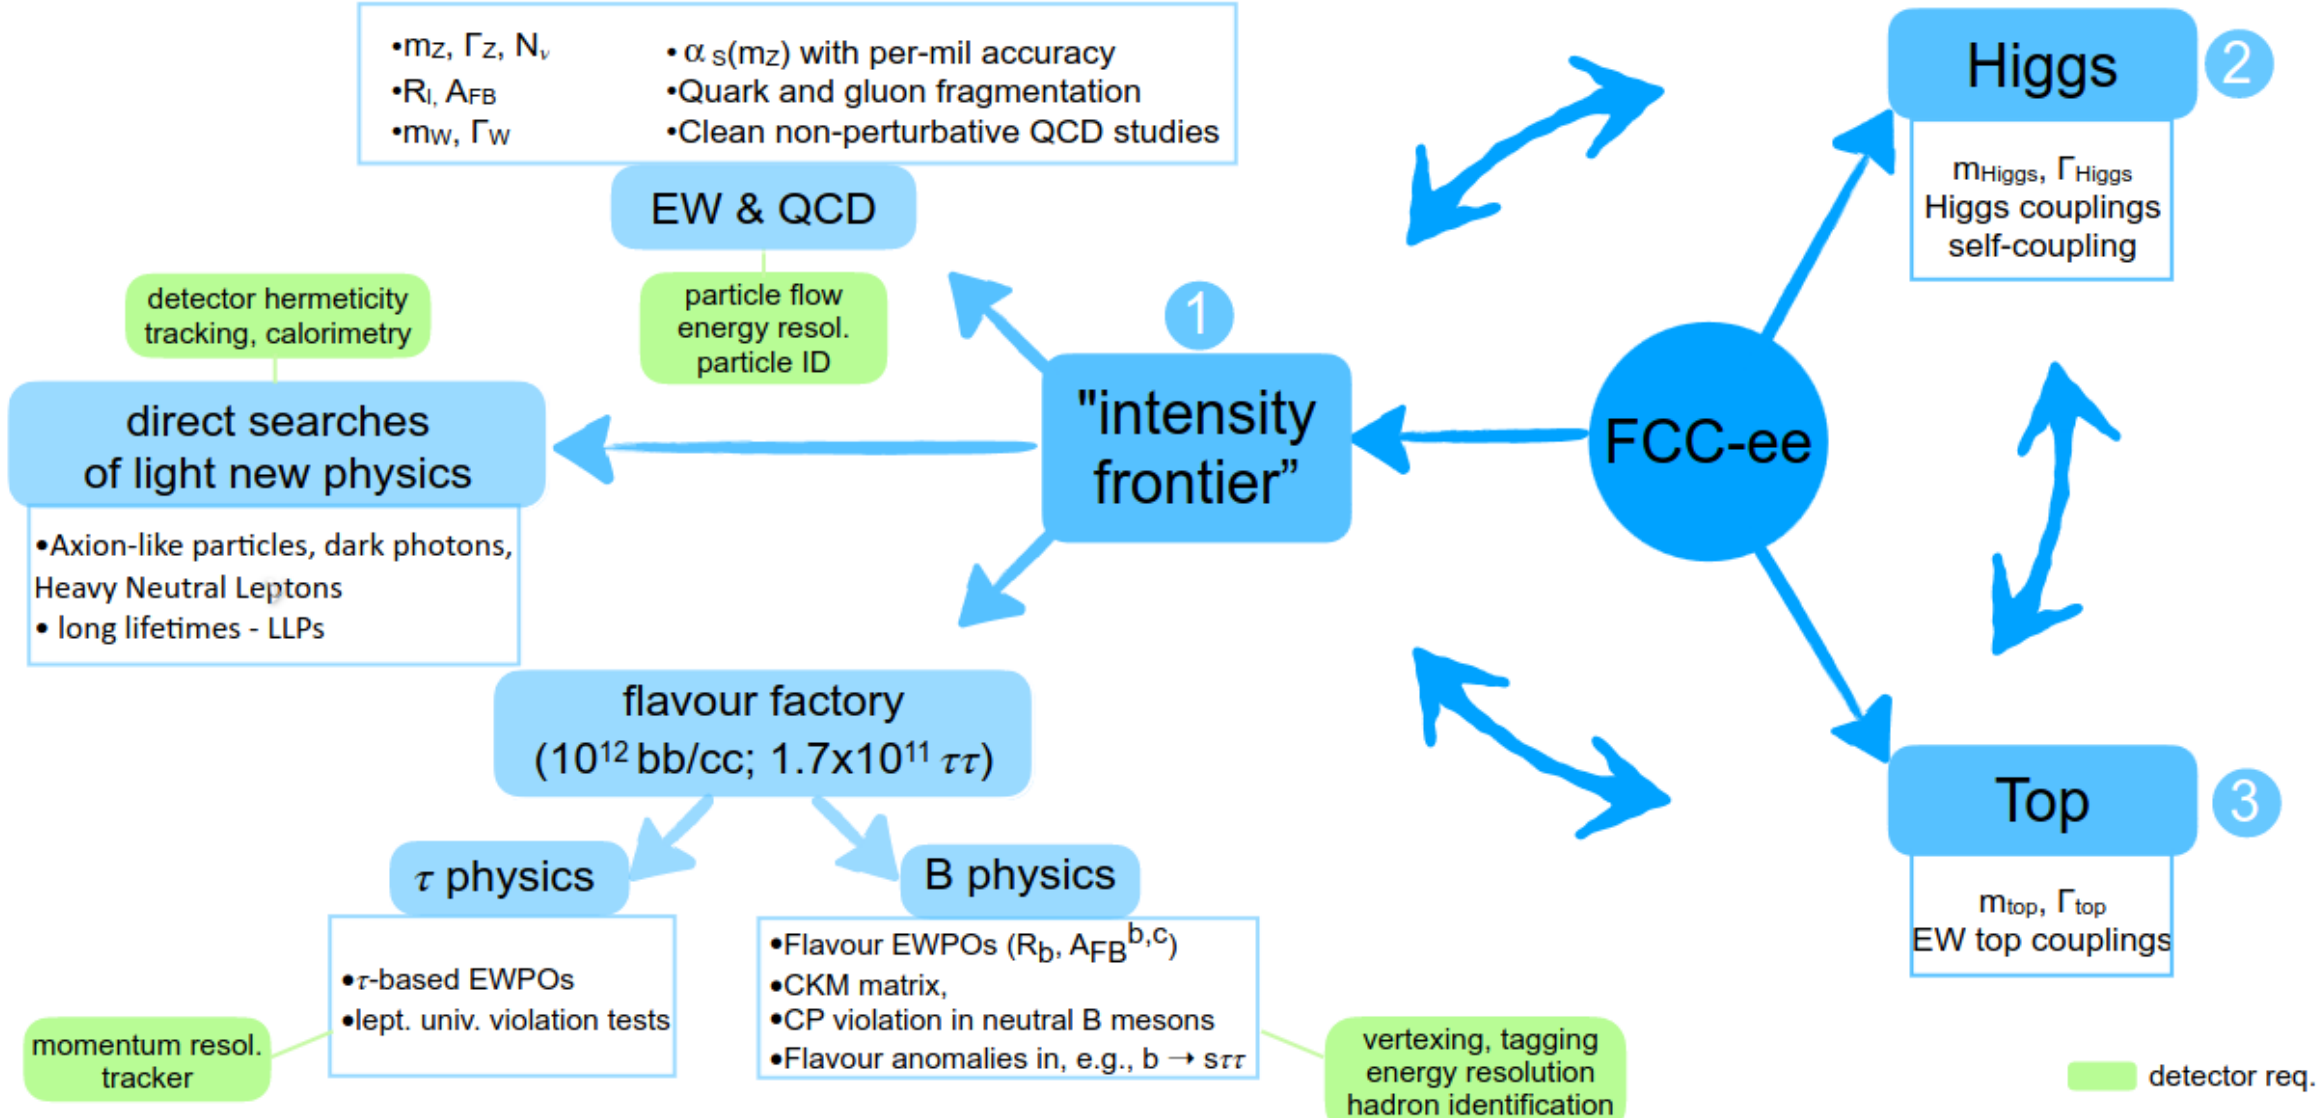 •mZ, ΓZ, Nν
•Rl, AFB
•mW, ΓW
• α S(mZ) with per-mil accuracy
•Quark and gluon fragmentation
•Clean non-perturbative QCD studies
EW & QCD
particle flow
energy resol.
particle ID
detector hermeticity
tracking, calorimetry
direct searches
of light new physics
•Axion-like particles, dark photons,
Heavy Neutral Leptons
• long lifetimes - LLPs
1
"intensity
frontier”
FCC-ee
Higgs
2
mHiggs, ΓHiggs
Higgs couplings
self-coupling
Top
3
mtop, Γtop
EW top couplings
flavour factory
(10¹² bb/cc; 1.7x10¹¹ ττ)
τ physics
•τ-based EWPOs
•lept. univ. violation tests
momentum resol.
tracker
B physics
•Flavour EWPOs (Rb, AFBb,c)
•CKM matrix,
•CP violation in neutral B mesons
•Flavour anomalies in, e.g., b → sττ
vertexing, tagging
energy resolution
hadron identification
detector req.